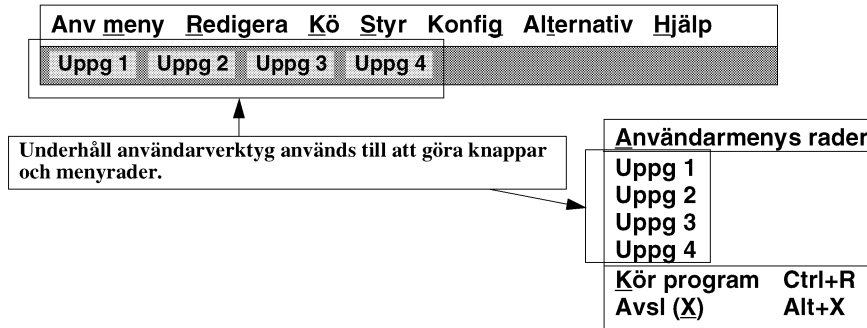 Anv meny Redigera Kö Styr Konfig Alternativ Hjälp
Uppg 1 Uppg 2 Uppg 3 Uppg 4
Underhåll användarverktyg används till att göra knappar
och menyrader.
Användarmenys rader
Uppg 1
Uppg 2
Uppg 3
Uppg 4
Kör program Ctrl+R
Avsl (X) Alt+X